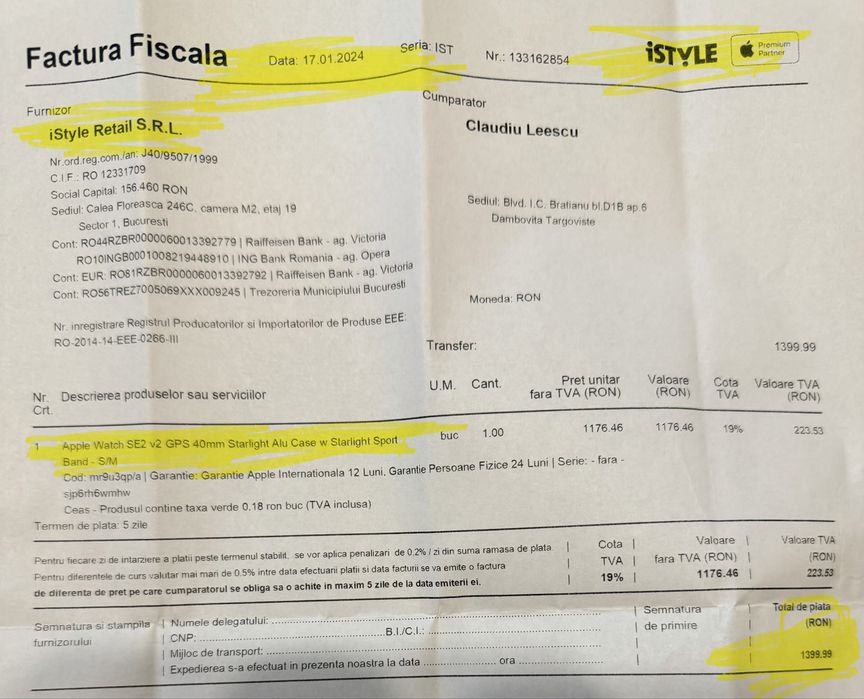 Factura Fiscala Data: 17.01.2024 Seria: IST Nr.: 133162854 iSTYLE Premium Partner
Furnizor
iStyle Retail S.R.L.
Nr.ord.reg.com./an: J40/9507/1999
C.I.F.: RO 12331709
Social Capital: 156.460 RON
Sediul: Calea Floreasca 246C, camera M2, etaj 19
Sector 1, Bucuresti
Cont: RO44RZBR0000060013392779 | Raiffeisen Bank - ag. Victoria
RO10INGB0001008219448910 | ING Bank Romania - ag. Opera
Cont: EUR: RO81RZBR0000060013392792 | Raiffeisen Bank - ag. Victoria
Cont: RO56TREZ7005069XXX009245 | Trezoreria Municipiului Bucuresti
Nr. inregistrare Registrul Producatorilor si Importatorilor de Produse EEE:
RO-2014-14-EEE-0266-III
Cumparator
Claudiu Leescu
Sediul: Blvd. I.C. Bratianu bl.D1B ap.6
Dambovita Targoviste
Moneda: RON
Transfer: 1399.99
Nr. Crt. Descrierea produselor sau serviciilor U.M. Cant. Pret unitar fara TVA (RON) Valoare (RON) Cota TVA Valoare TVA (RON)
1 Apple Watch SE2 v2 GPS 40mm Starlight Alu Case w Starlight Sport buc 1.00 1176.46 1176.46 19% 223.53
Band - S/M
Cod: mr9u3qp/a | Garantie: Garantie Apple Internationala 12 Luni, Garantie Persoane Fizice 24 Luni | Serie: - fara -
sjp6rh6wmhw
Ceas - Produsul contine taxa verde 0.18 ron buc (TVA inclusa)
Termen de plata: 5 zile
Pentru fiecare zi de intarziere a platii peste termenul stabilit, se vor aplica penalizari de 0.2% / zi din suma ramasa de plata
Pentru diferentele de curs valutar mai mari de 0.5% intre data efectuarii platii si data facturii se va emite o factura
de diferenta de pret pe care cumparatorul se obliga sa o achite in maxim 5 zile de la data emiterii ei.
| Cota | Valoare | Valoare TVA
| TVA | fara TVA (RON) | (RON)
| 19% | 1176.46 | 223.53
Semnatura si stampila
furnizorului
| Numele delegatului:
| CNP: B.I./C.I.:
| Mijloc de transport:
| Expedierea s-a efectuat in prezenta noastra la data ora
| Semnatura
| de primire
| Total de plata
| (RON)
| 1399.99